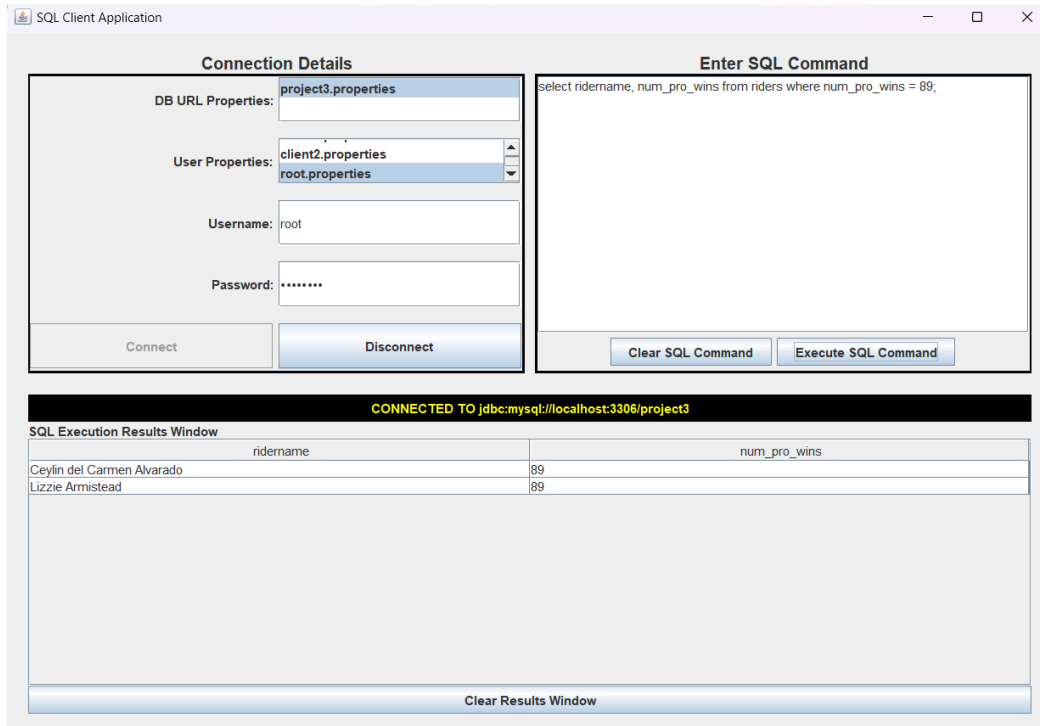 SQL Client Application
Connection Details
DB URL Properties:
project3.properties
User Properties:
client2.properties
root.properties
Username:
root
Password:
••••••••
Connect
Disconnect
Enter SQL Command
select ridername, num_pro_wins from riders where num_pro_wins = 89;
Clear SQL Command
Execute SQL Command
CONNECTED TO jdbc:mysql://localhost:3306/project3
SQL Execution Results Window
ridername num_pro_wins
Ceylin del Carmen Alvarado 89
Lizzie Armistead 89
Clear Results Window